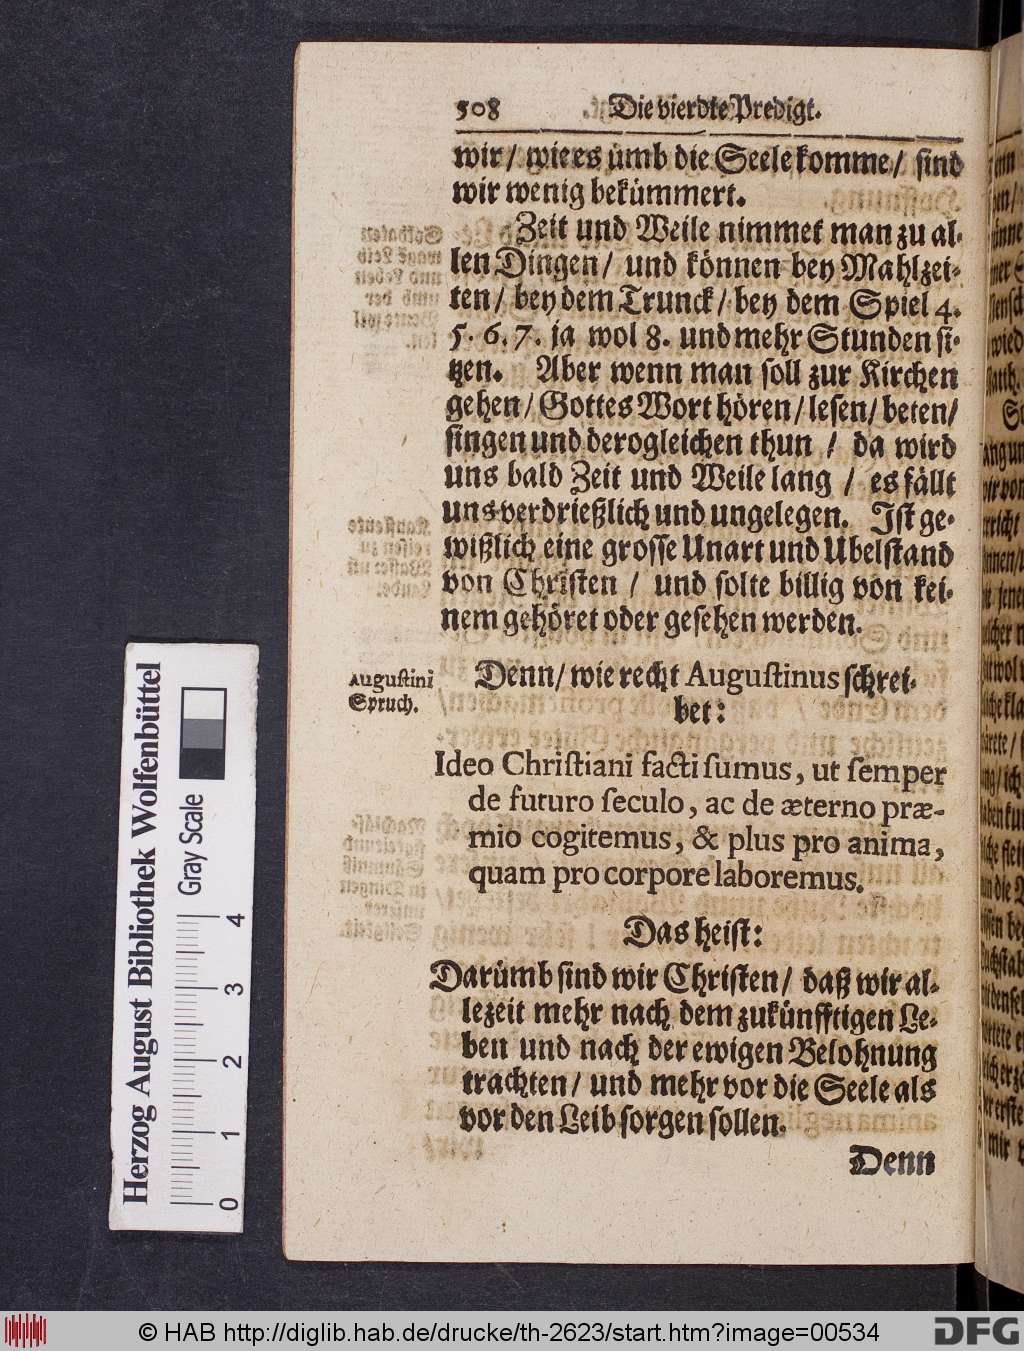 508 Die vierdte Predigt.
wir / wie es umb die Seele komme / sind
wir wenig bekümmert.
Zeit und Weile nimmet man zu al-
len Dingen / und können bey Mahlzei-
ten / bey dem Trunck / bey dem Spiel 4.
5. 6. 7. ja wol 8. und mehr Stunden si-
tzen. Aber wenn man soll zur Kirchen
gehen / Gottes Wort hören / lesen / beten /
singen und derogleichen thun / da wird
uns bald Zeit und Weile lang / es fällt
uns verdrießlich und ungelegen. Ist ge-
wißlich eine grosse Unart und Ubelstand
von Christen / und solte billig von kei-
nem gehöret oder gesehen werden.
Augustini
Spruch.
Denn / wie recht Augustinus schrei-
bet:
Ideo Christiani facti sumus, ut semper
de futuro seculo, ac de æterno præ-
mio cogitemus, & plus pro anima,
quam pro corpore laboremus.
Das heist:
Darümb sind wir Christen / daß wir al-
lezeit mehr nach dem zukünfftigen Le-
ben und nach der ewigen Belohnung
trachten / und mehr vor die Seele als
vor den Leib sorgen sollen.
Denn
Herzog August Bibliothek Wolfenbüttel
Gray Scale
0 1 2 3 4
© HAB http://diglib.hab.de/drucke/th-2623/start.htm?image=00534
DFG